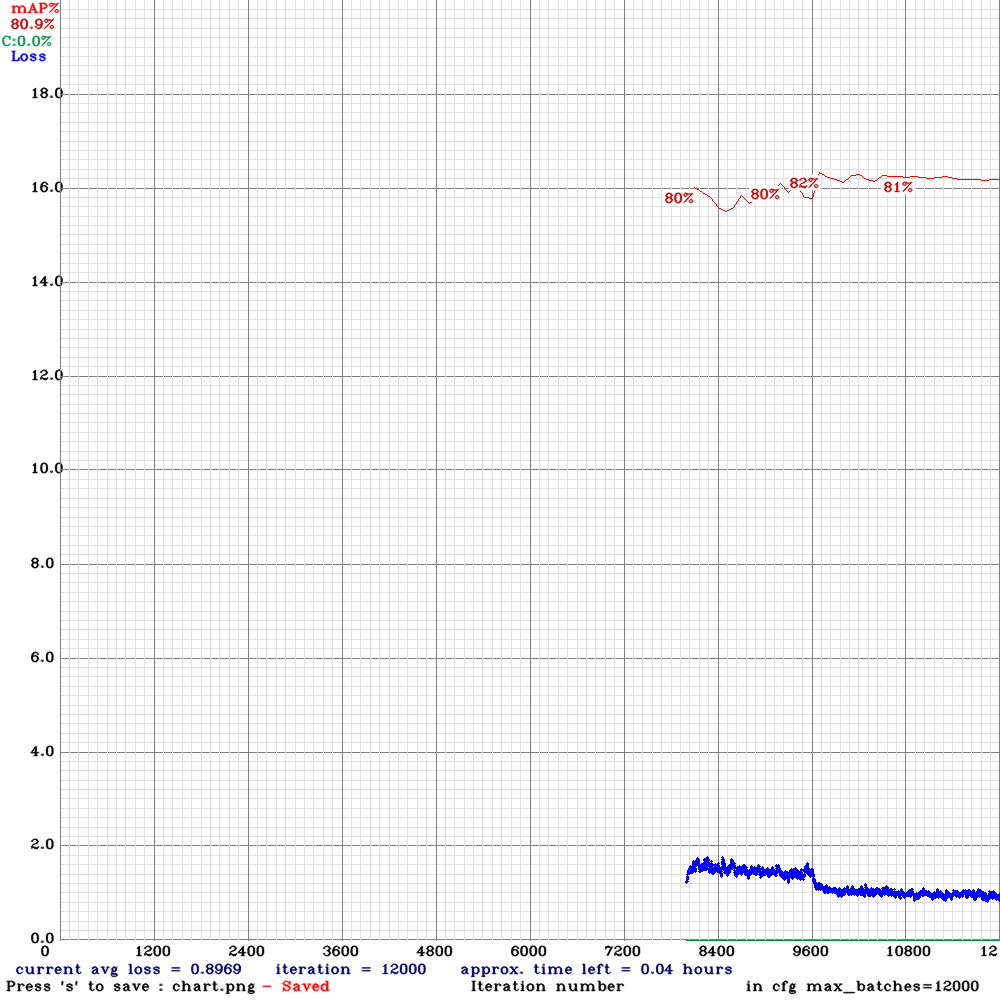 mAP%
80.9%
C:0.0%
Loss
18.0
16.0
14.0
12.0
10.0
8.0
6.0
4.0
2.0
0.0
80% 80% 82% 81%
0 1200 2400 3600 4800 6000 7200 8400 9600 10800 12
current avg loss = 0.8969 iteration = 12000 approx. time left = 0.04 hours
Press 's' to save : chart.png - Saved Iteration number in cfg max_batches=12000